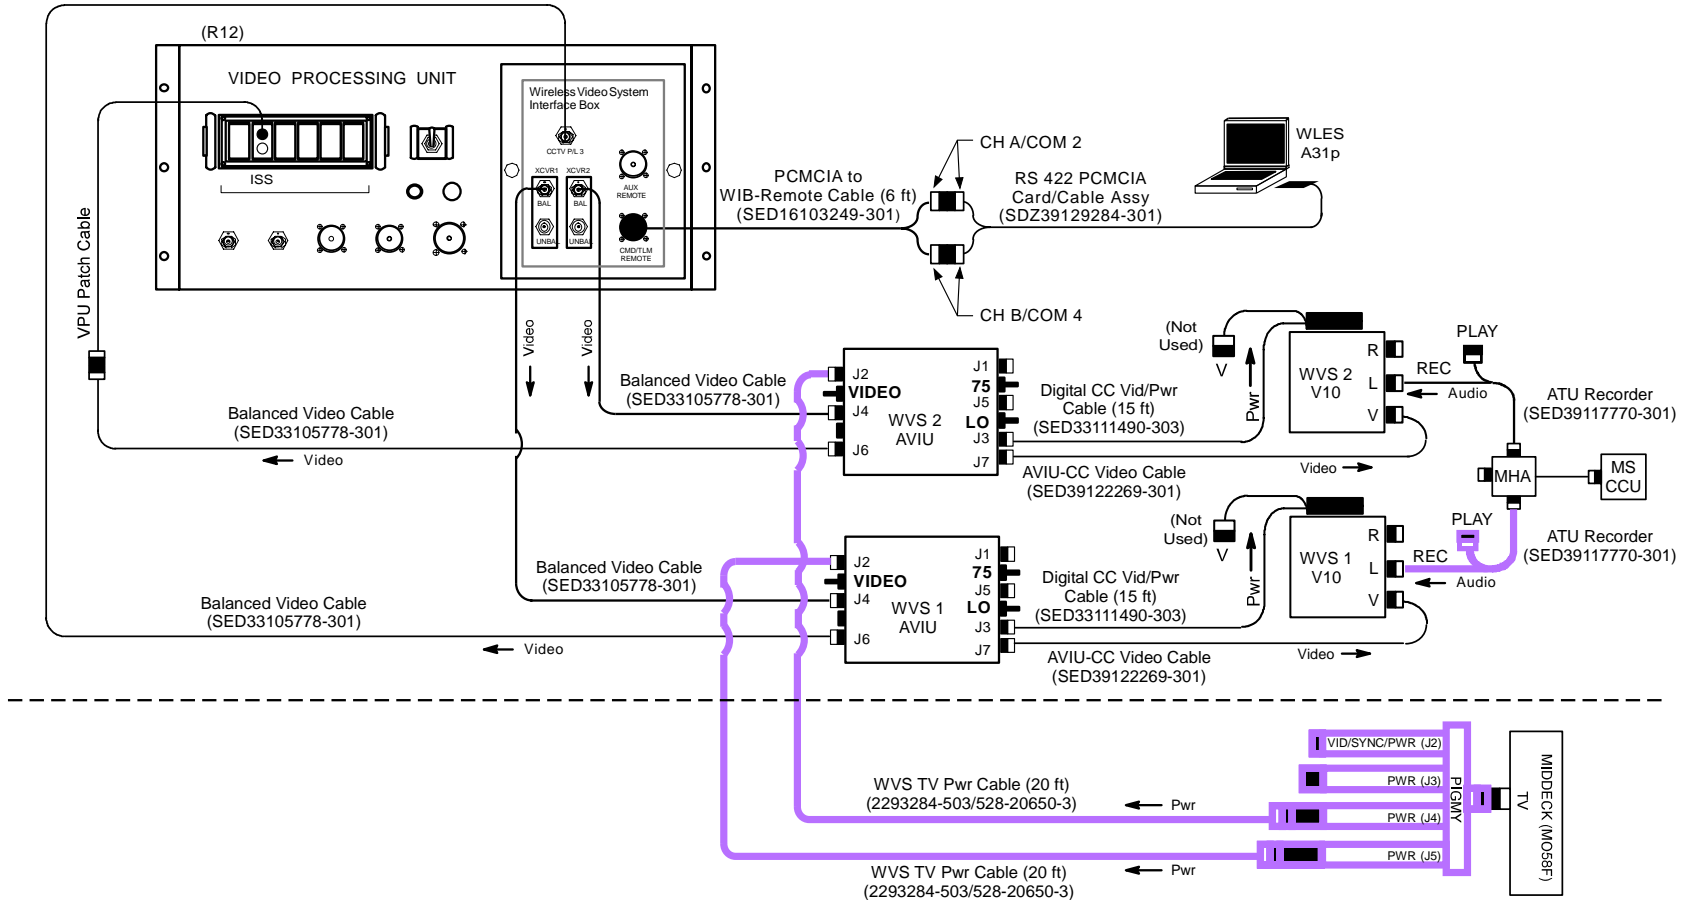 (R12)
VIDEO PROCESSING UNIT
ISS
Wireless Video System
Interface Box
CCTV P/L 3
XCVR1
XCVR2
BAL
BAL
UNBAL
UNBAL
AUX
REMOTE
CMD/TLM
REMOTE
VPU Patch Cable
PCMCIA to
WIB-Remote Cable (6 ft)
(SED16103249-301)
CH A/COM 2
CH B/COM 4
RS 422 PCMCIA
Card/Cable Assy
(SDZ39129284-301)
WLES
A31p
Video
Video
Balanced Video Cable
(SED33105778-301)
Balanced Video Cable
(SED33105778-301)
Video
J2
VIDEO
J4
J6
WVS 2
AVIU
J1
75
J5
LO
J3
J7
Digital CC Vid/Pwr
Cable (15 ft)
(SED33111490-303)
AVIU-CC Video Cable
(SED39122269-301)
(Not
Used)
V
Pwr
WVS 2
V10
R
L
V
PLAY
REC
Audio
Video
ATU Recorder
(SED39117770-301)
MHA
MS
CCU
Balanced Video Cable
(SED33105778-301)
Balanced Video Cable
(SED33105778-301)
Video
J2
VIDEO
J4
J6
WVS 1
AVIU
J1
75
J5
LO
J3
J7
Digital CC Vid/Pwr
Cable (15 ft)
(SED33111490-303)
AVIU-CC Video Cable
(SED39122269-301)
(Not
Used)
V
Pwr
WVS 1
V10
R
L
V
PLAY
REC
Audio
Video
ATU Recorder
(SED39117770-301)
WVS TV Pwr Cable (20 ft)
(2293284-503/528-20650-3)
Pwr
WVS TV Pwr Cable (20 ft)
(2293284-503/528-20650-3)
Pwr
VID/SYNC/PWR (J2)
PWR (J3)
PWR (J4)
PWR (J5)
PIGMY
MIDDECK (MO58F)
TV